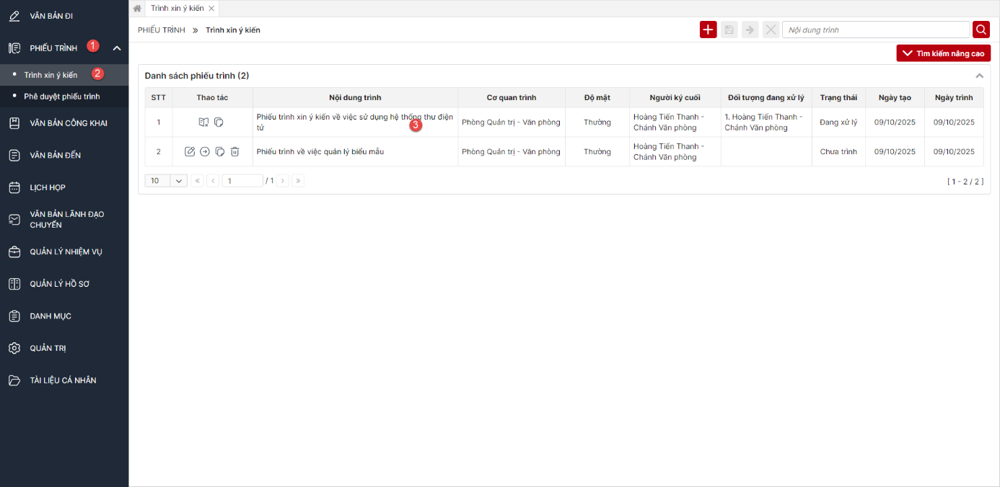 VĂN BẢN ĐI
PHIẾU TRÌNH 1
Trình xin ý kiến 2
Phê duyệt phiếu trình
VĂN BẢN CÔNG KHAI
VĂN BẢN ĐẾN
LỊCH HỌP
VĂN BẢN LÃNH ĐẠO
CHUYỂN
QUẢN LÝ NHIỆM VỤ
QUẢN LÝ HỒ SƠ
DANH MỤC
QUẢN TRỊ
TÀI LIỆU CÁ NHÂN
Trình xin ý kiến
PHIẾU TRÌNH » Trình xin ý kiến
Nội dung trình
Tìm kiếm nâng cao
Danh sách phiếu trình (2)
STT Thao tác Nội dung trình Cơ quan trình Độ mật Người ký cuối Đối tượng đang xử lý Trạng thái Ngày tạo Ngày trình
1 Phiếu trình xin ý kiến về việc sử dụng hệ thống thư điện Phòng Quản trị - Văn phòng Thường Hoàng Tiến Thanh - 1. Hoàng Tiến Thanh - Đang xử lý 09/10/2025 09/10/2025
tử 3 Chánh Văn phòng Chánh Văn phòng
2 Phiếu trình về việc quản lý biểu mẫu Phòng Quản trị - Văn phòng Thường Hoàng Tiến Thanh - Chưa trình 09/10/2025 09/10/2025
Chánh Văn phòng
10 « ‹ 1 / 1 › » [ 1 - 2 / 2 ]